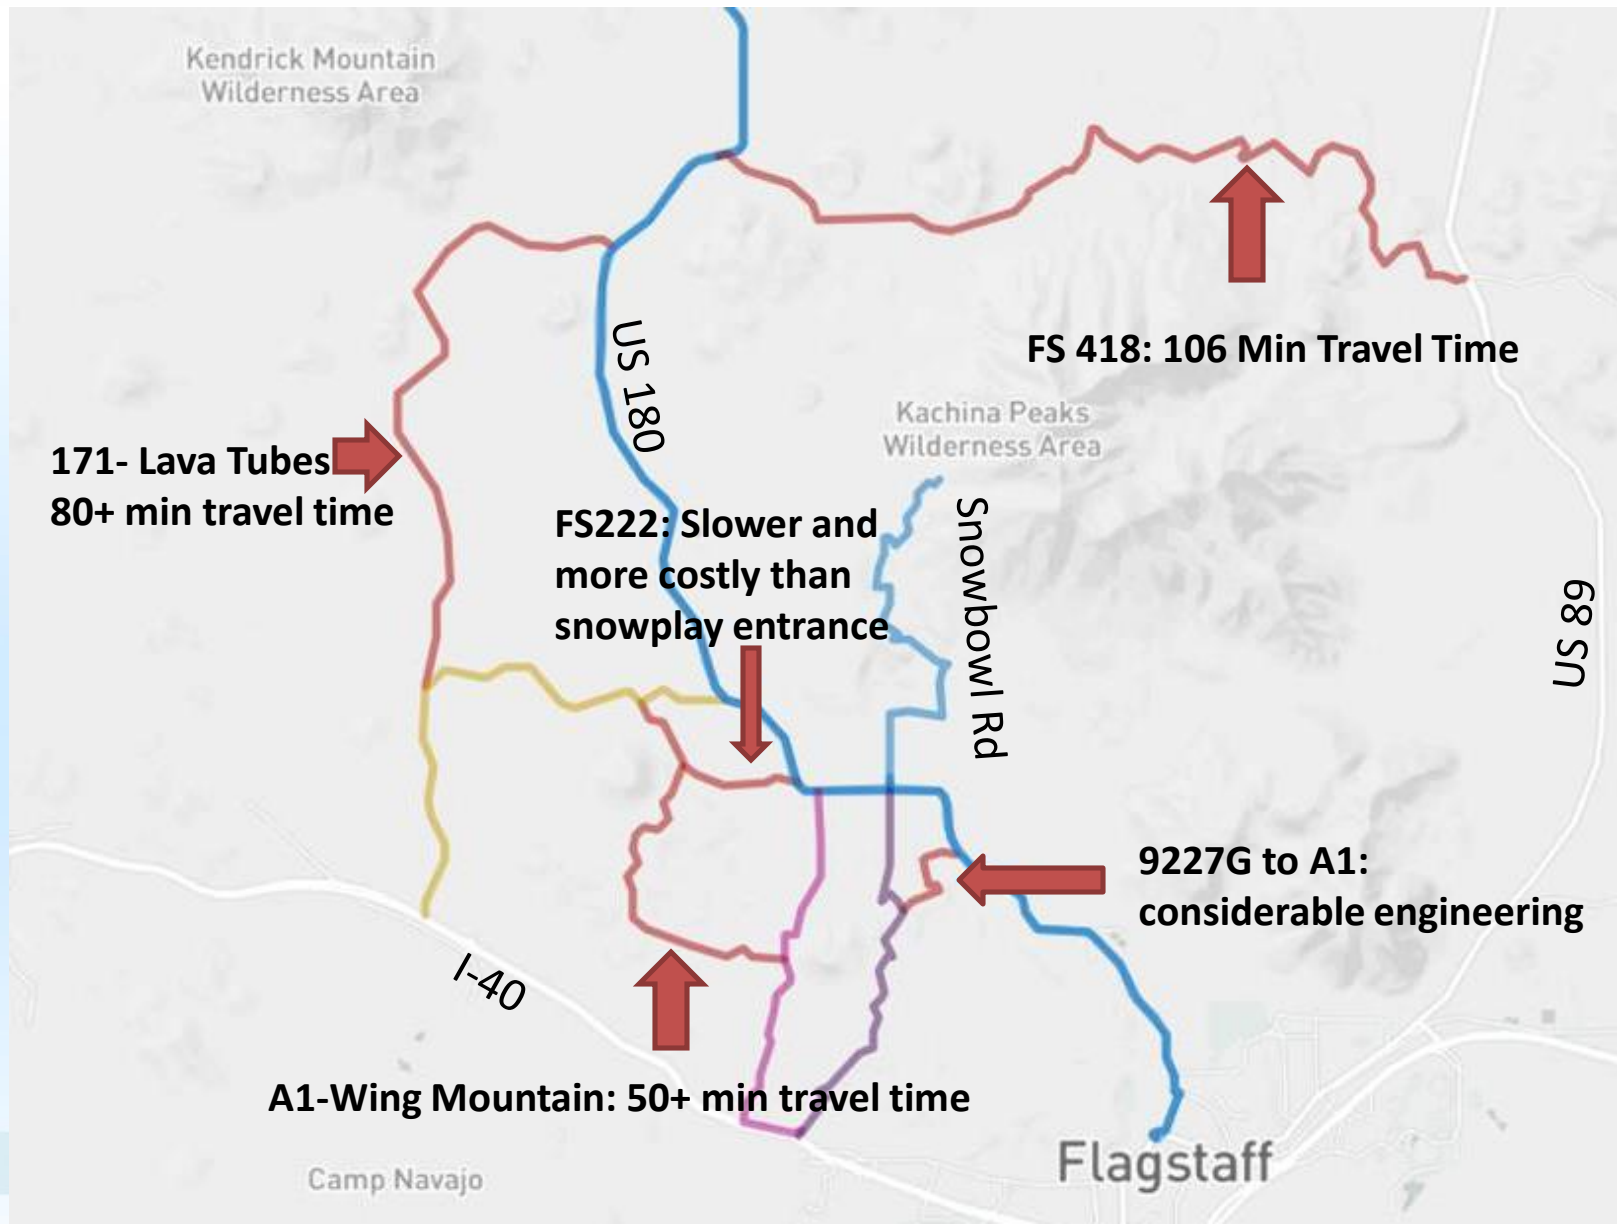 Kendrick Mountain
Wilderness Area
US 180
FS 418: 106 Min Travel Time
Kachina Peaks
Wilderness Area
171- Lava Tubes
80+ min travel time
FS222: Slower and
more costly than
snowplay entrance
Snowbowl Rd
US 89
9227G to A1:
considerable engineering
I-40
A1-Wing Mountain: 50+ min travel time
Flagstaff
Camp Navajo